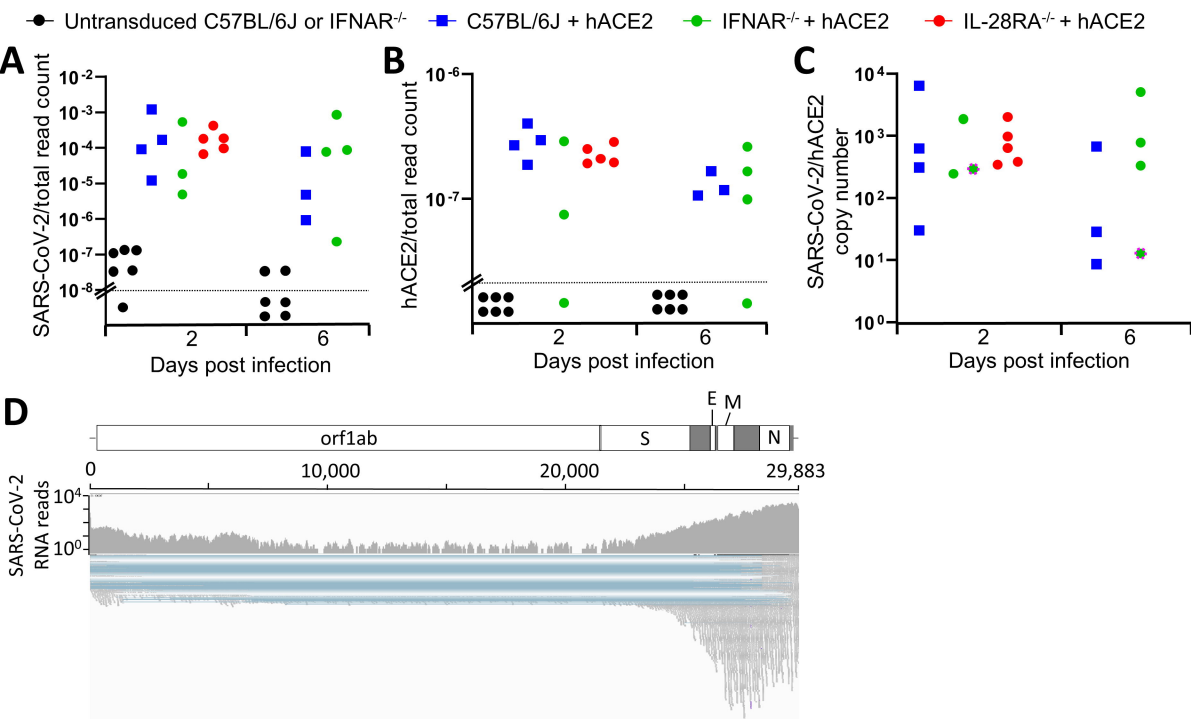 Untransduced C57BL/6J or IFNAR-/- C57BL/6J + hACE2 IFNAR-/- + hACE2 IL-28RA-/- + hACE2
A
SARS-CoV-2/total read count
10-2
10-3
10-4
10-5
10-6
10-7
10-8
2 6
Days post infection
B
hACE2/total read count
10-6
10-7
2 6
Days post infection
C
SARS-CoV-2/hACE2
copy number
104
103
102
101
100
2 6
Days post infection
D
E M
orf1ab S N
0 10,000 20,000 29,883
SARS-CoV-2
RNA reads
104
100